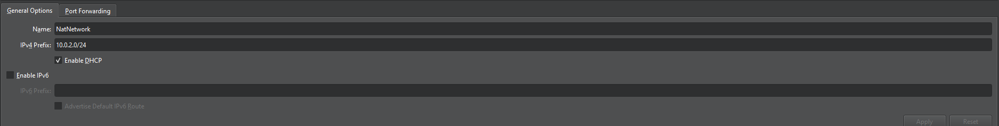 General Options Port Forwarding
Name: NatNetwork
IPv4 Prefix: 10.0.2.0/24
Enable DHCP
Enable IPv6
IPv6 Prefix:
Advertise Default IPv6 Route
Apply Reset